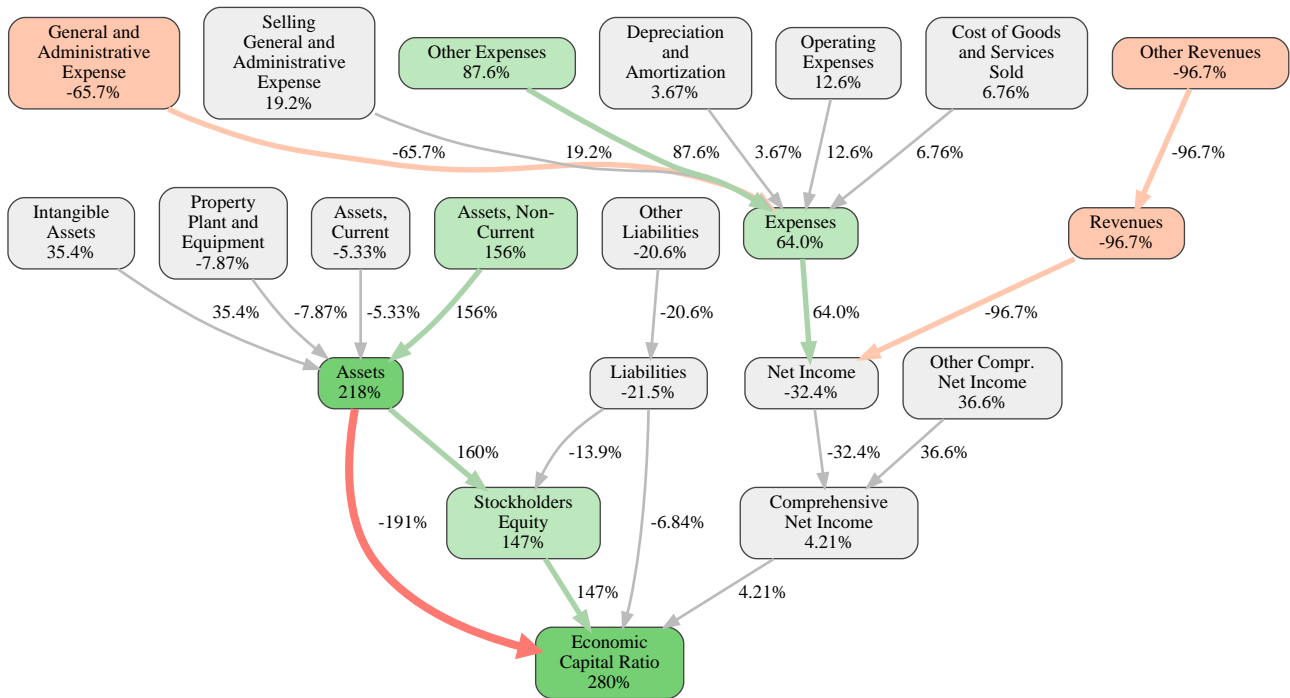 General and
Administrative
Expense
-65.7%
Selling
General and
Administrative
Expense
19.2%
Other Expenses
87.6%
Depreciation
and
Amortization
3.67%
Operating
Expenses
12.6%
Cost of Goods
and Services
Sold
6.76%
Other Revenues
-96.7%
-65.7%
19.2%
87.6%
3.67%
12.6%
6.76%
-96.7%
Intangible
Assets
35.4%
Property
Plant and
Equipment
-7.87%
Assets,
Current
-5.33%
Assets, Non-
Current
156%
Other
Liabilities
-20.6%
Expenses
64.0%
Revenues
-96.7%
35.4%
-7.87%
-5.33%
156%
-20.6%
64.0%
-96.7%
Assets
218%
Liabilities
-21.5%
Net Income
-32.4%
Other Compr.
Net Income
36.6%
160%
-13.9%
-32.4%
36.6%
Stockholders
Equity
147%
Comprehensive
Net Income
4.21%
-191%
-6.84%
147%
4.21%
Economic
Capital Ratio
280%